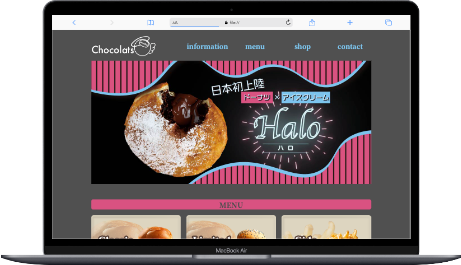 Chocolats
information
menu
shop
contact
日本初上陸
ドーナツ × アイスクリーム
Halo
ハロ
MENU
MacBook Air